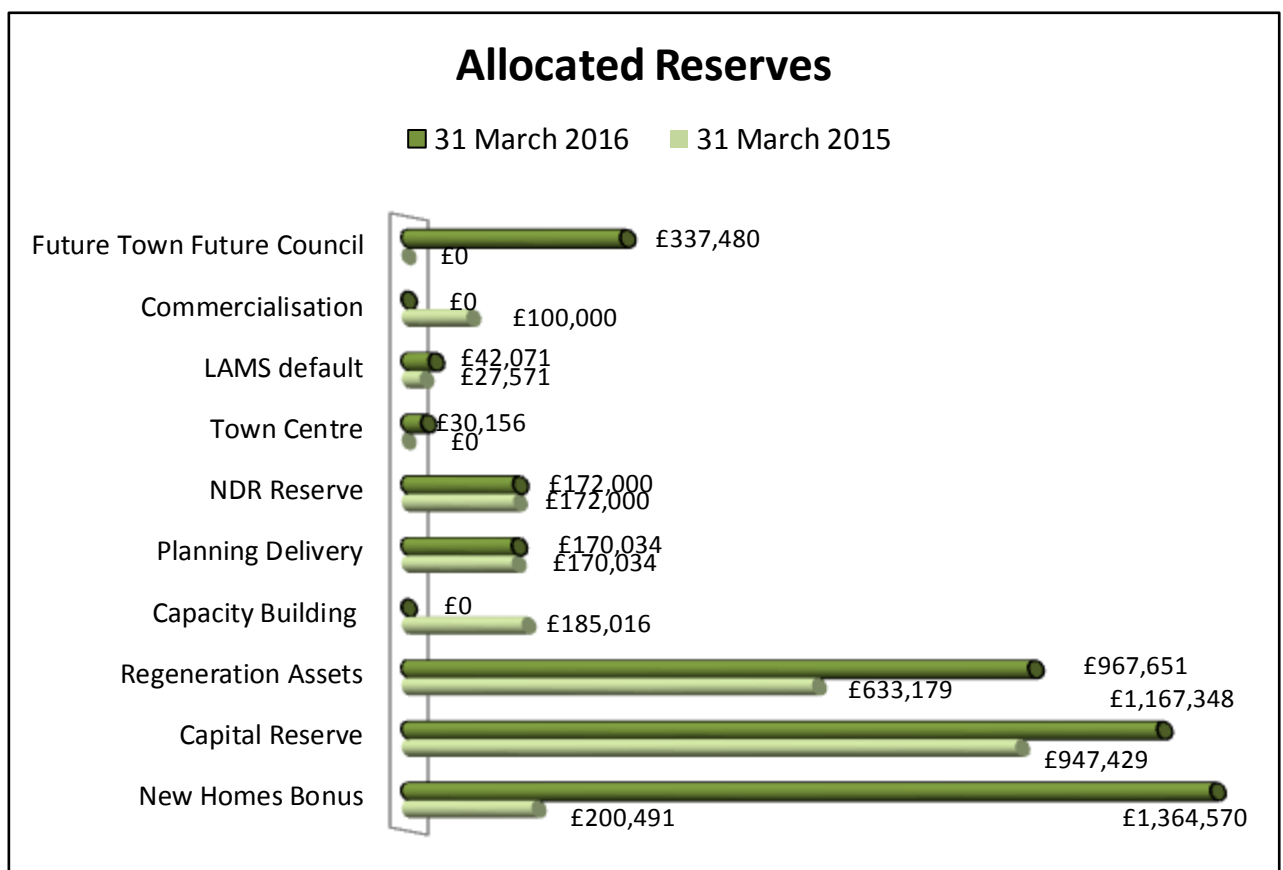 Allocated Reserves
31 March 2016 31 March 2015
Future Town Future Council £337,480
£0
Commercialisation £0
£100,000
LAMS default £42,071
£27,571
Town Centre £30,156
£0
NDR Reserve £172,000
£172,000
Planning Delivery £170,034
£170,034
Capacity Building £0
£185,016
Regeneration Assets £967,651
£633,179
Capital Reserve £1,167,348
£947,429
New Homes Bonus £1,364,570
£200,491